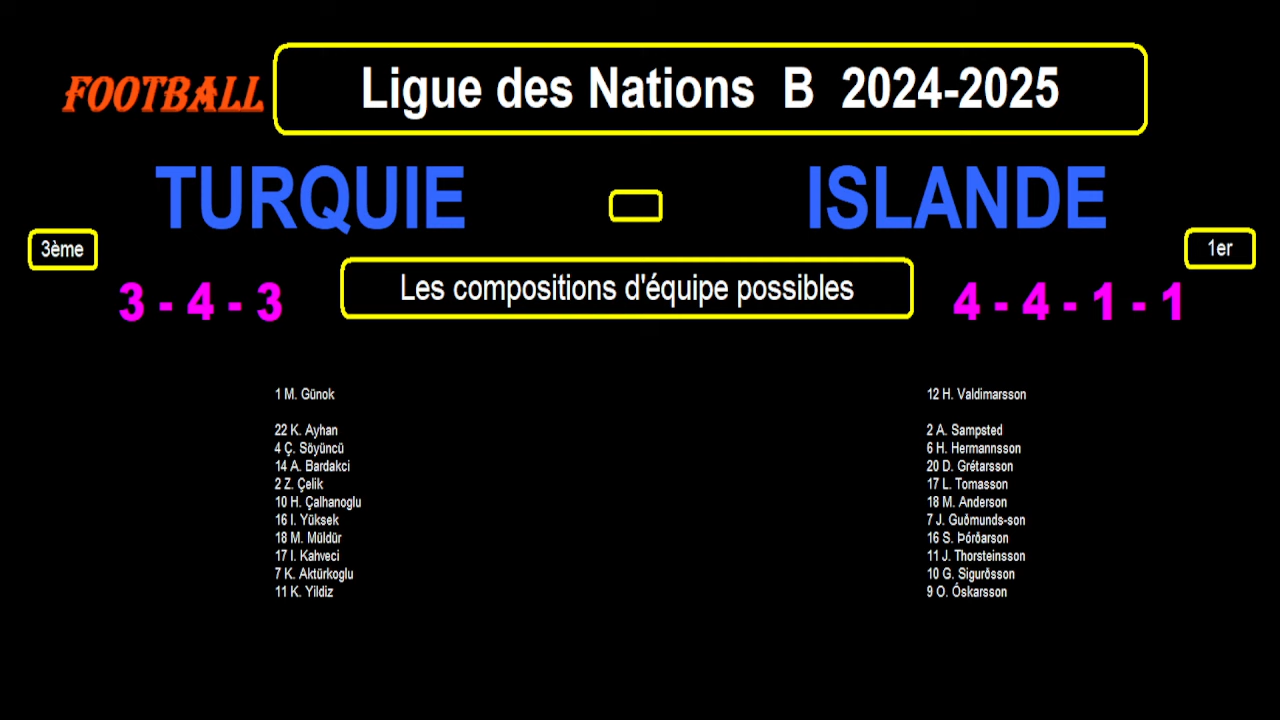 FOOTBALL
Ligue des Nations B 2024-2025
TURQUIE
ISLANDE
3ème
1er
Les compositions d'équipe possibles
3 - 4 - 3
4 - 4 - 1 - 1
1 M. Günok
22 K. Ayhan
4 Ç. Söyüncü
14 A. Bardakci
2 Z. Çelik
10 H. Çalhanoglu
16 I. Yüksek
18 M. Müldür
17 I. Kahveci
7 K. Aktürkoglu
11 K. Yildiz
12 H. Valdimarsson
2 A. Sampsted
6 H. Hermannsson
20 D. Grétarsson
17 L. Tomasson
18 M. Anderson
7 J. Guðmunds-son
16 S. Þórðarson
11 J. Thorsteinsson
10 G. Sigurðsson
9 O. Óskarsson